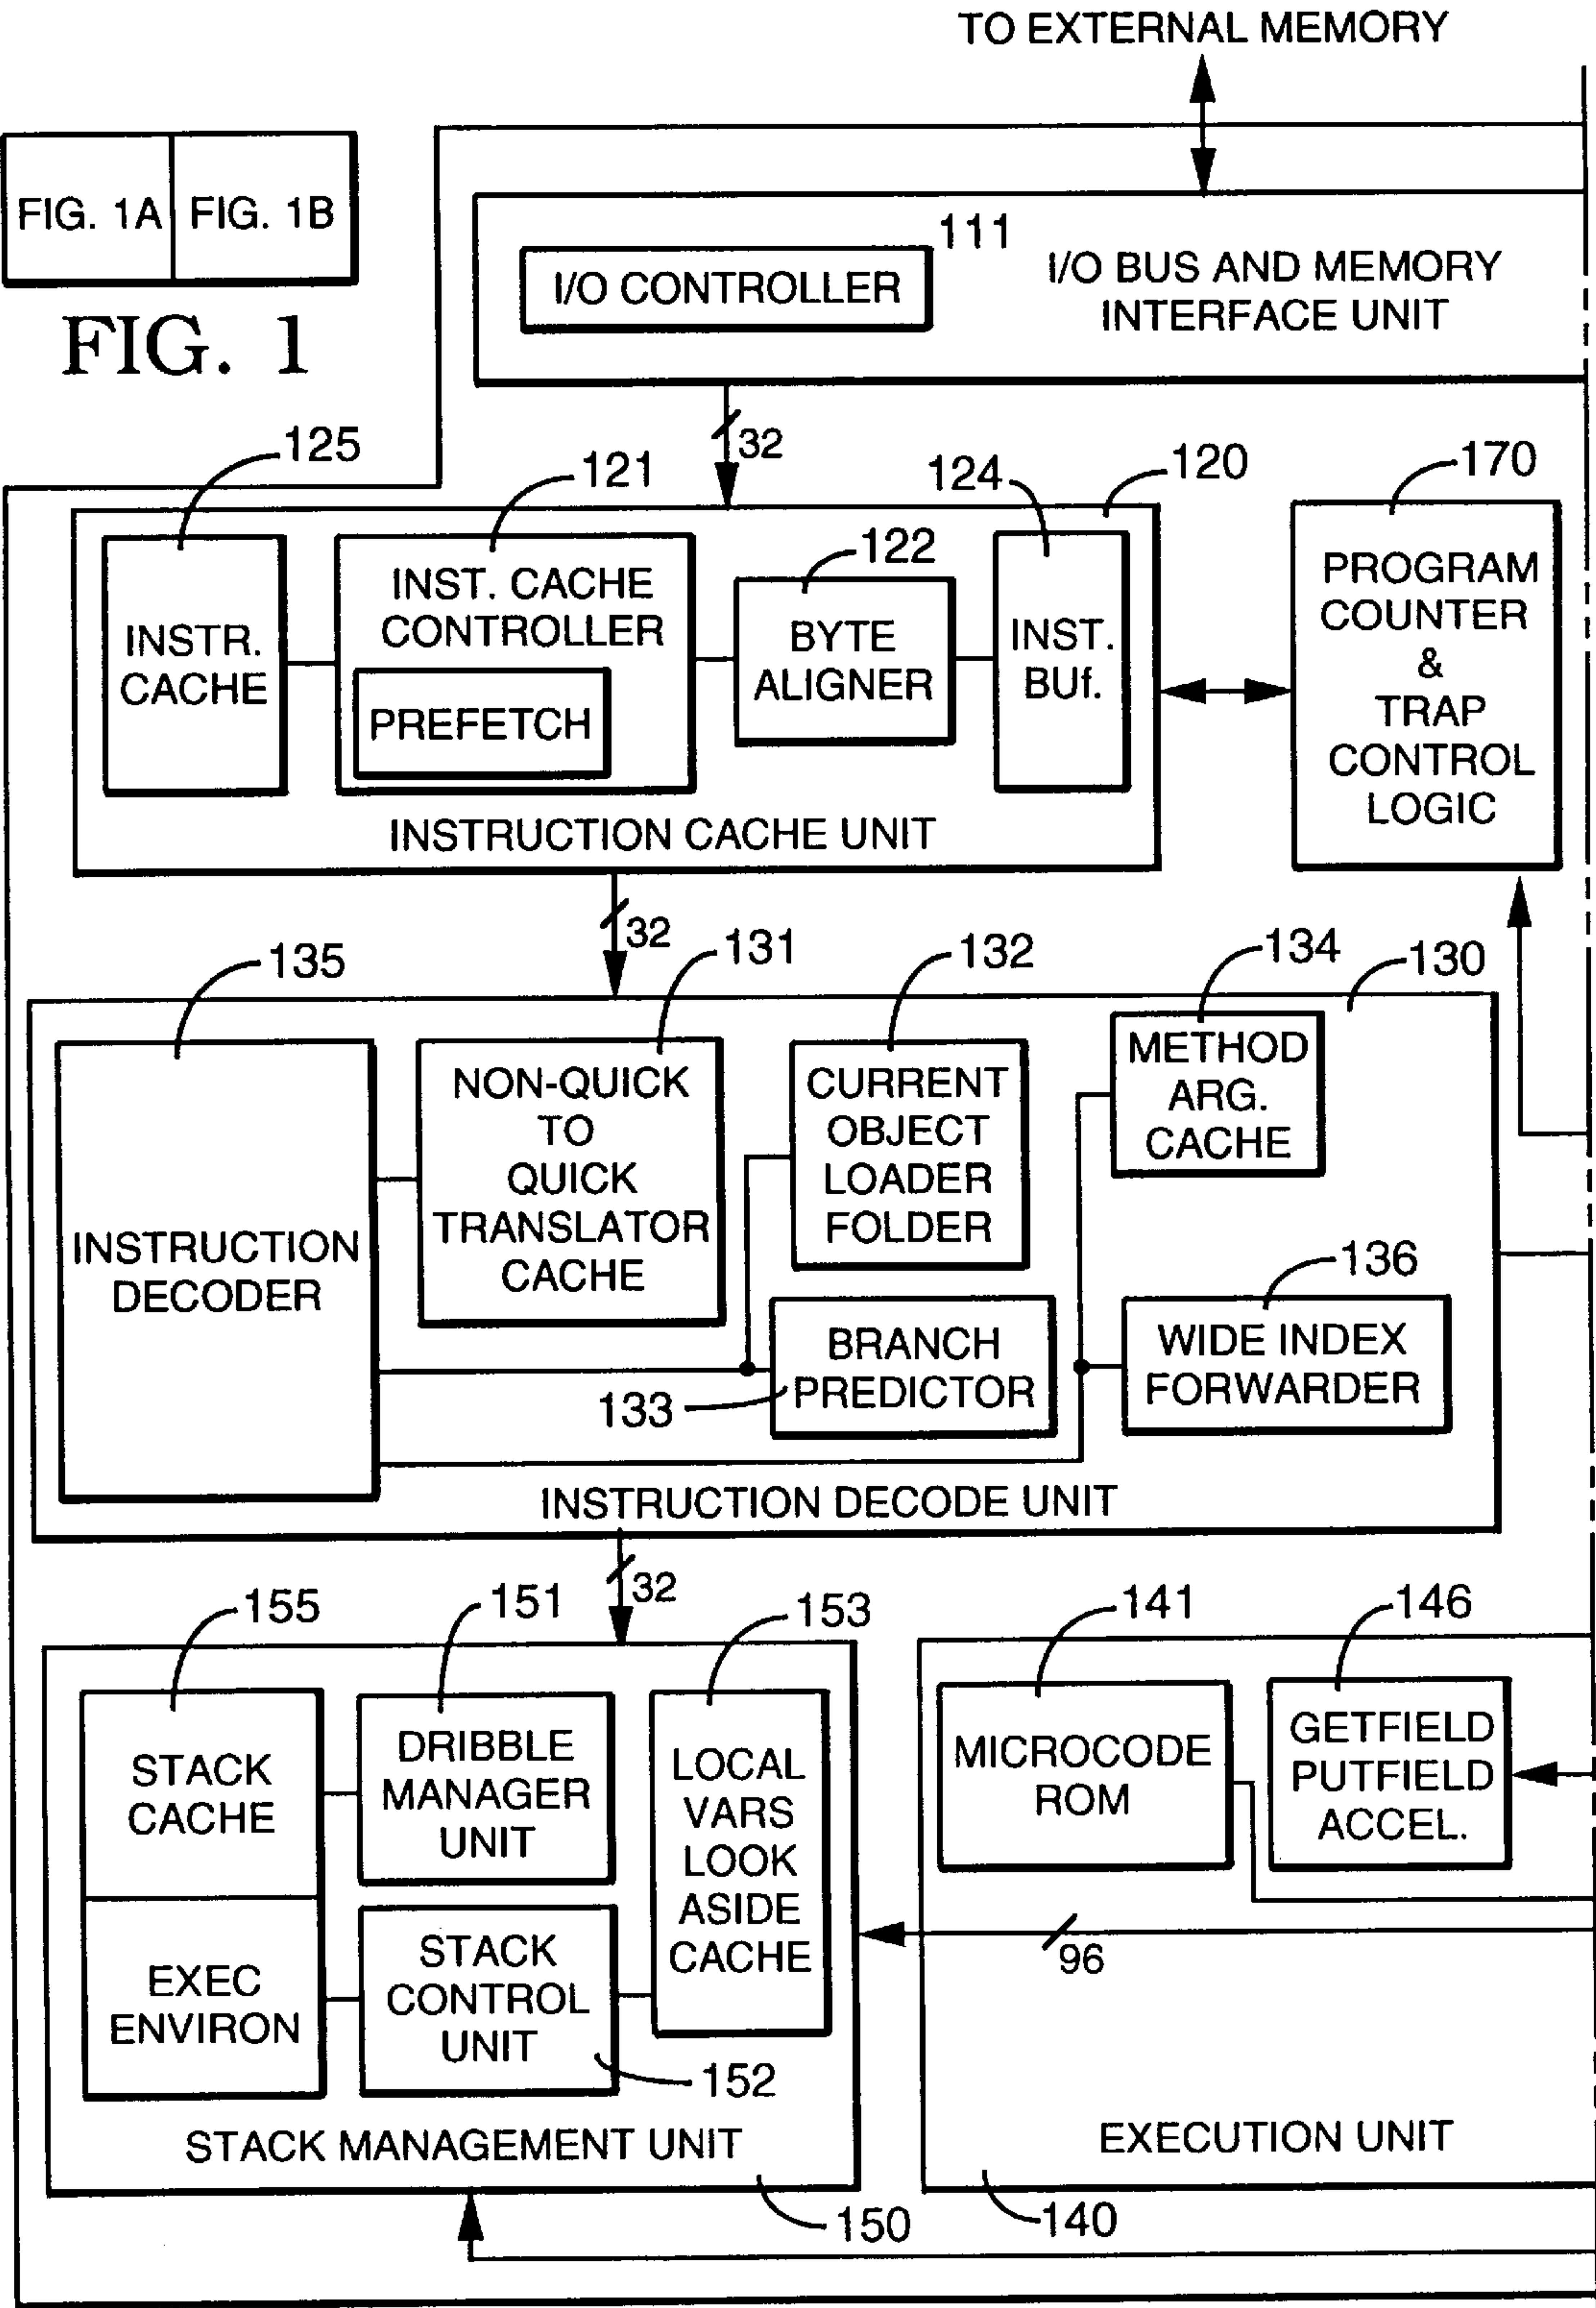 TO EXTERNAL MEMORY
FIG. 1A
FIG. 1B
FIG. 1
111
I/O CONTROLLER
I/O BUS AND MEMORY
INTERFACE UNIT
32
125
121
124
120
170
122
INSTR.
CACHE
INST. CACHE
CONTROLLER
PREFETCH
BYTE
ALIGNER
INST.
BUf.
INSTRUCTION CACHE UNIT
PROGRAM
COUNTER
&
TRAP
CONTROL
LOGIC
32
135
131
132
134
130
INSTRUCTION
DECODER
NON-QUICK
TO
QUICK
TRANSLATOR
CACHE
CURRENT
OBJECT
LOADER
FOLDER
METHOD
ARG.
CACHE
136
133
BRANCH
PREDICTOR
WIDE INDEX
FORWARDER
INSTRUCTION DECODE UNIT
32
155
151
153
141
146
STACK
CACHE
DRIBBLE
MANAGER
UNIT
LOCAL
VARS
LOOK
ASIDE
CACHE
MICROCODE
ROM
GETFIELD
PUTFIELD
ACCEL.
EXEC
ENVIRON
STACK
CONTROL
UNIT
96
152
STACK MANAGEMENT UNIT
EXECUTION UNIT
150
140